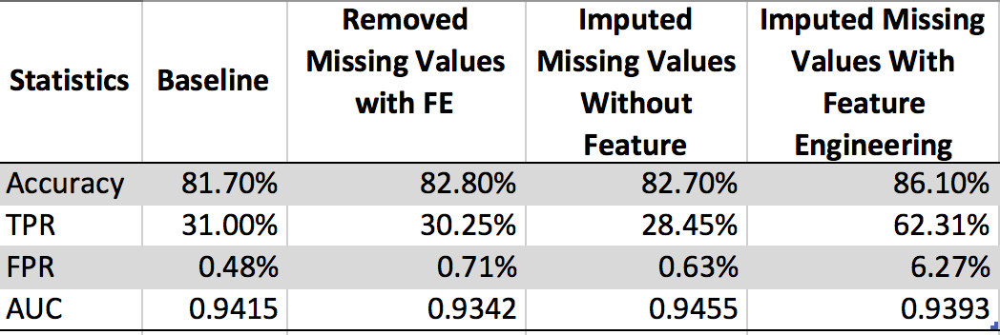 Statistics Baseline Removed Missing Values with FE Imputed Missing Values Without Feature Imputed Missing Values With Feature Engineering
Accuracy 81.70% 82.80% 82.70% 86.10%
TPR 31.00% 30.25% 28.45% 62.31%
FPR 0.48% 0.71% 0.63% 6.27%
AUC 0.9415 0.9342 0.9455 0.9393